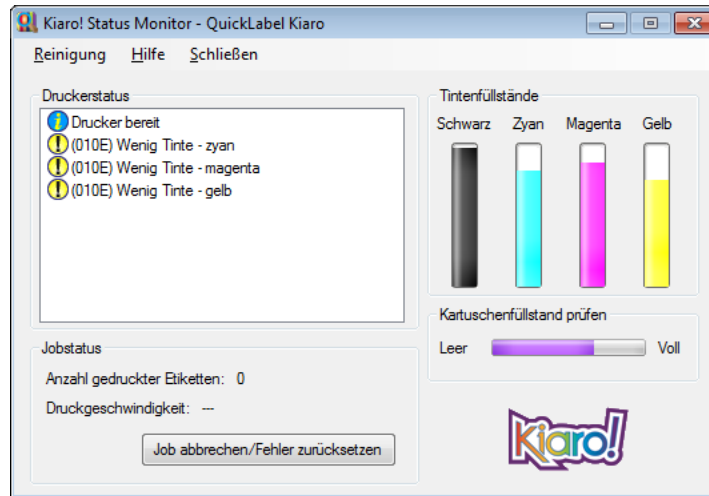 Kiaro! Status Monitor - QuickLabel Kiaro
Reinigung Hilfe Schließen
Druckerstatus
Drucker bereit
(010E) Wenig Tinte - zyan
(010E) Wenig Tinte - magenta
(010E) Wenig Tinte - gelb
Tintenfüllstände
Schwarz Zyan Magenta Gelb
Kartuschenfüllstand prüfen
Leer Voll
Jobstatus
Anzahl gedruckter Etiketten: 0
Druckgeschwindigkeit: ---
Job abbrechen/Fehler zurücksetzen
Kiaro!